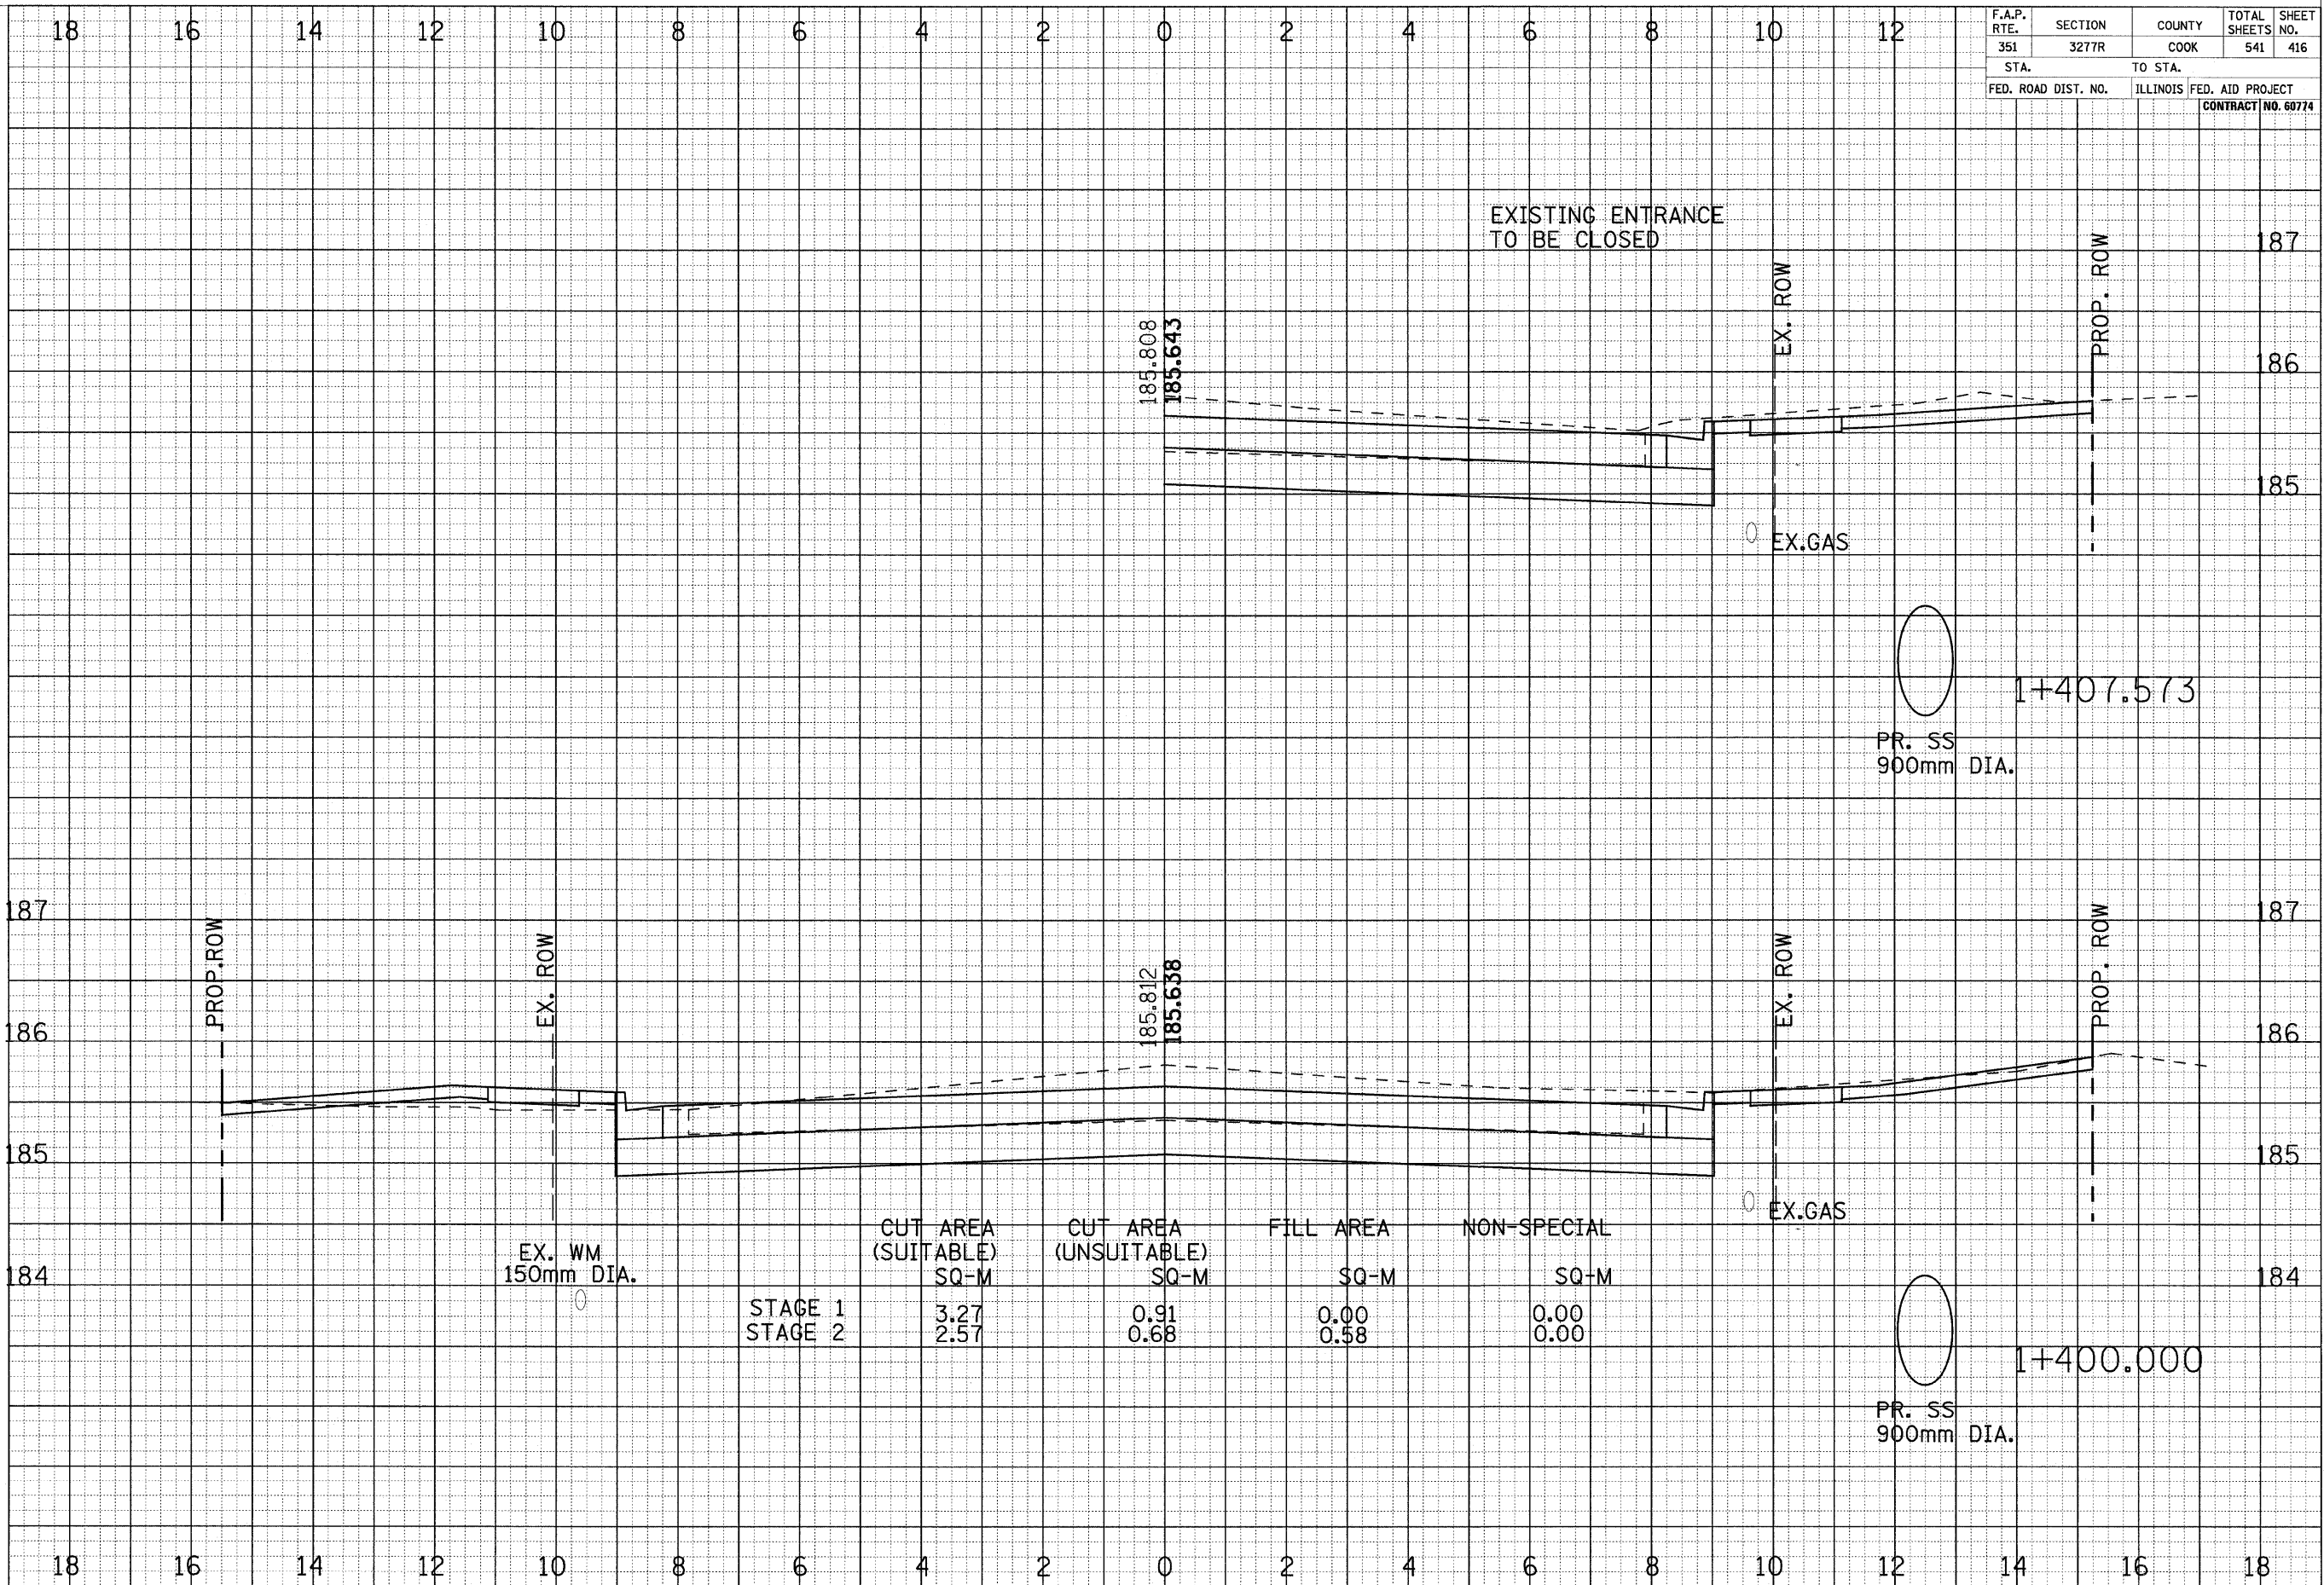 18 16 14 12 10 8 6 4 2 0 2 4 6 8 10 12
F.A.P. RTE. SECTION COUNTY TOTAL SHEETS SHEET NO.
351 3277R COOK 541 416
STA. TO STA.
FED. ROAD DIST. NO. ILLINOIS FED. AID PROJECT
CONTRACT NO. 60774
EXISTING ENTRANCE
TO BE CLOSED
187
EX. ROW
PROP. ROW
185.808
185.643
186
185
EX.GAS
1+407.573
PR. SS
900mm DIA.
187
187
PROP.ROW
EX. ROW
185.812
185.638
EX. ROW
PROP. ROW
186
186
185
185
EX.GAS
CUT AREA CUT AREA FILL AREA NON-SPECIAL
(SUITABLE) (UNSUITABLE)
SQ-M SQ-M SQ-M SQ-M
EX. WM
150mm DIA.
184
184
STAGE 1 3.27 0.91 0.00 0.00
STAGE 2 2.57 0.68 0.58 0.00
1+400.000
PR. SS
900mm DIA.
18 16 14 12 10 8 6 4 2 0 2 4 6 8 10 12 14 16 18